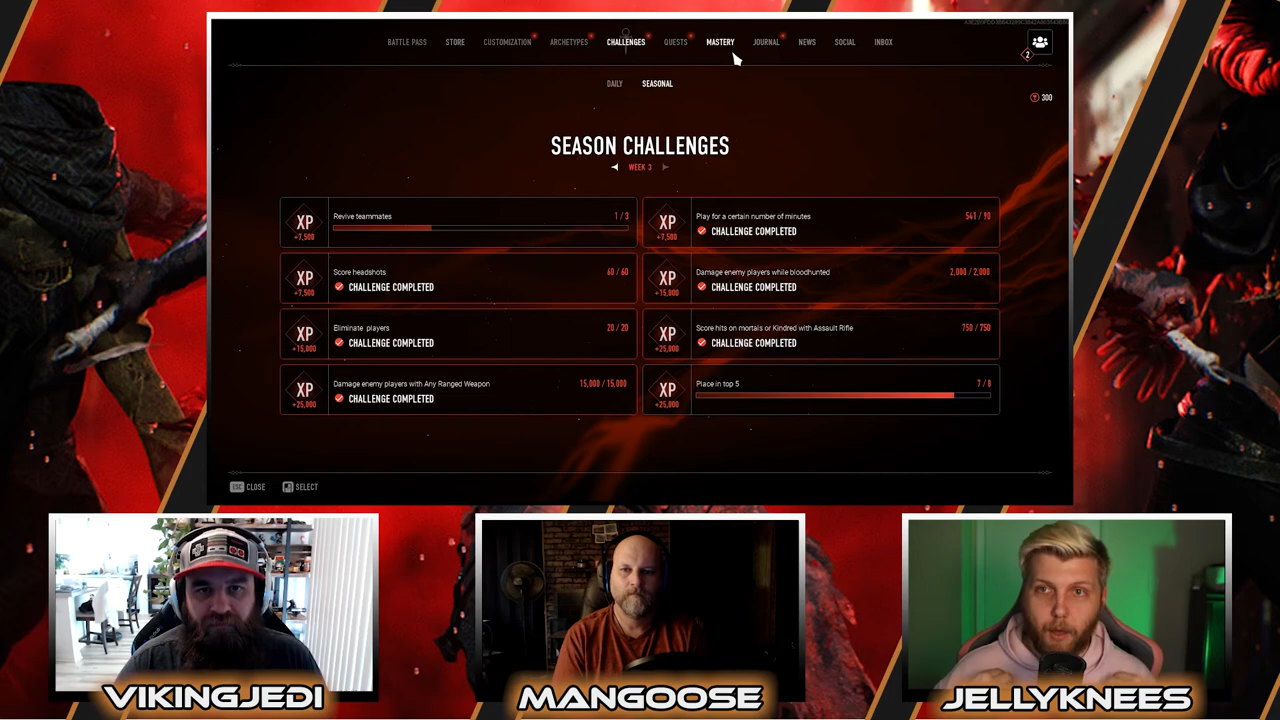 BATTLE PASS STORE CUSTOMIZATION ARCHETYPES CHALLENGES QUESTS MASTERY JOURNAL NEWS SOCIAL INBOX
2
DAILY SEASONAL
300
SEASON CHALLENGES
WEEK 3
XP +7,500 Revive teammates 1 / 3
XP +7,500 Play for a certain number of minutes 541 / 90
CHALLENGE COMPLETED
XP +7,500 Score headshots 60 / 60
CHALLENGE COMPLETED
XP +15,000 Damage enemy players while bloodhunted 2,000 / 2,000
CHALLENGE COMPLETED
XP +15,000 Eliminate players 20 / 20
CHALLENGE COMPLETED
XP +25,000 Score hits on mortals or Kindred with Assault Rifle 750 / 750
CHALLENGE COMPLETED
XP +25,000 Damage enemy players with Any Ranged Weapon 15,000 / 15,000
CHALLENGE COMPLETED
XP +25,000 Place in top 5 7 / 8
ESC CLOSE SELECT
VIKINGJEDI
MANGOOSE
JELLYKNEES